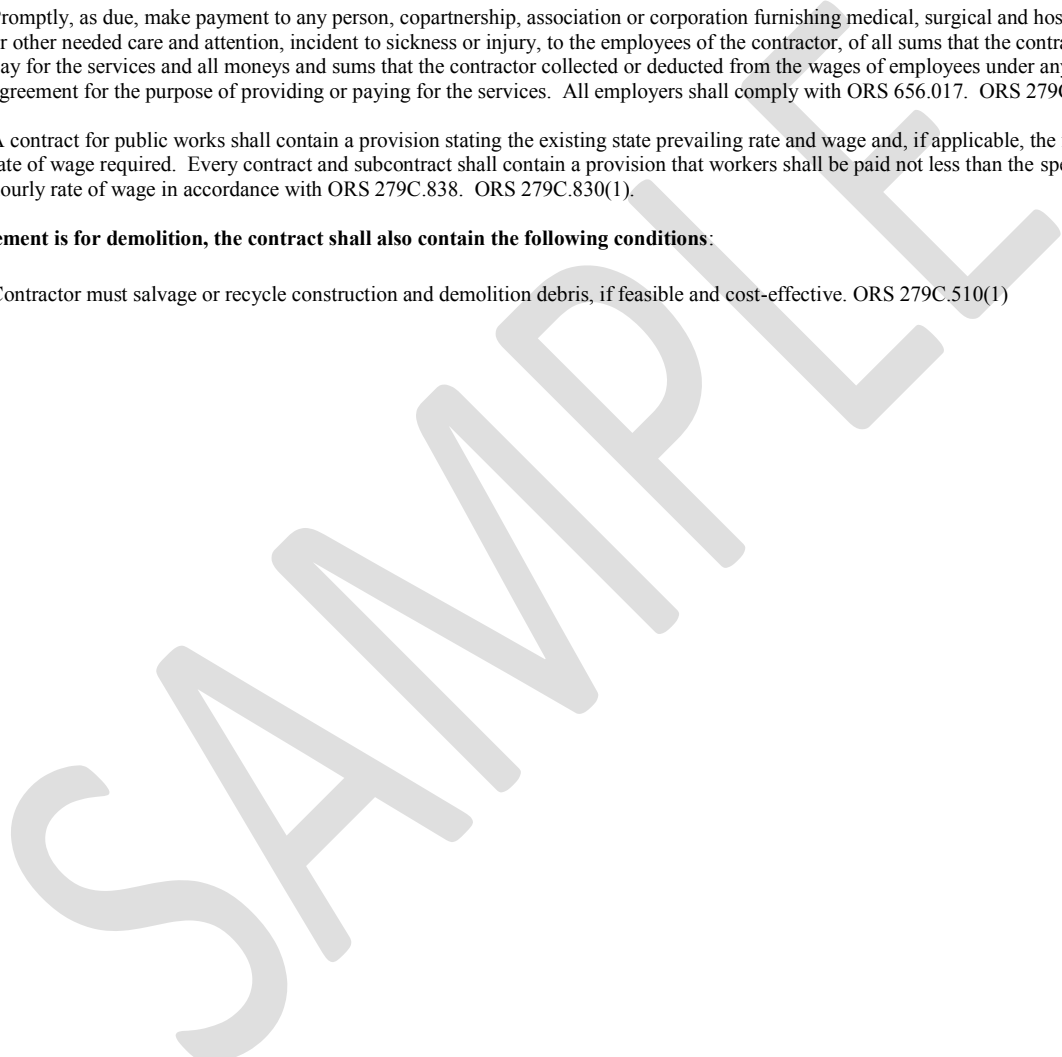 romptly, as due, make payment to any person, copartnership, association or corporation furnishing medical, surgical and hos
r other needed care and attention, incident to sickness or injury, to the employees of the contractor, of all sums that the contra
ay for the services and all moneys and sums that the contractor collected or deducted from the wages of employees under any
greement for the purpose of providing or paying for the services.  All employers shall comply with ORS 656.017.  ORS 279C
A contract for public works shall contain a provision stating the existing state prevailing rate and wage and, if applicable, the
ate of wage required.  Every contract and subcontract shall contain a provision that workers shall be paid not less than the spe
ourly rate of wage in accordance with ORS 279C.838.  ORS 279C.830(1).
ement is for demolition, the contract shall also contain the following conditions:
Contractor must salvage or recycle construction and demolition debris, if feasible and cost-effective. ORS 279C.510(1)
SAMPLE